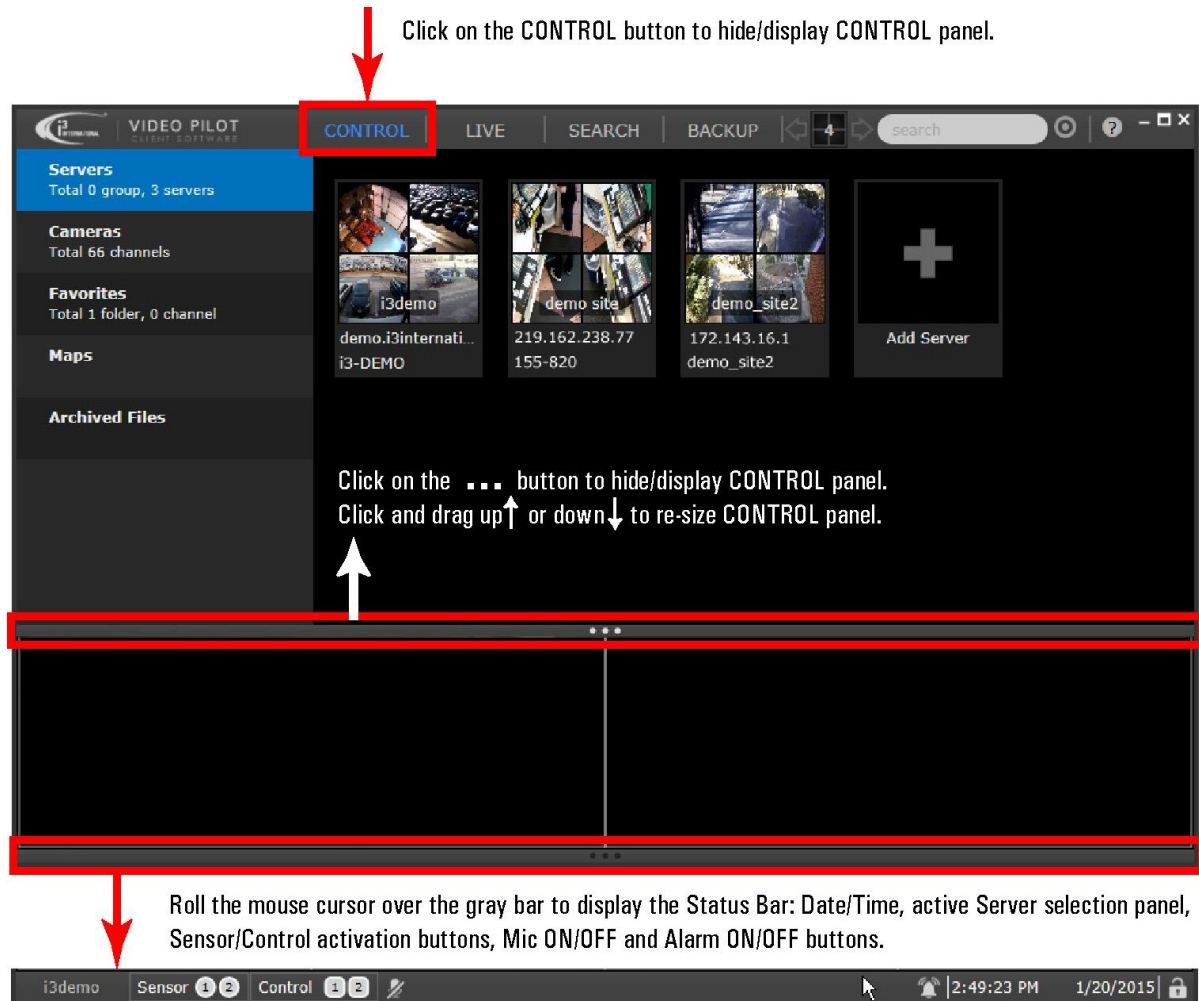 Click on the CONTROL button to hide/display CONTROL panel.
i3 INTERNATIONAL
VIDEO PILOT
CLIENT SOFTWARE
CONTROL
LIVE
SEARCH
BACKUP
4
search
?
Servers
Total 0 group, 3 servers
Cameras
Total 66 channels
Favorites
Total 1 folder, 0 channel
Maps
Archived Files
i3demo
demo.i3internati...
i3-DEMO
demo site
219.162.238.77
155-820
demo_site2
172.143.16.1
demo_site2
Add Server
Click on the ... button to hide/display CONTROL panel.
Click and drag up↑ or down↓ to re-size CONTROL panel.
Roll the mouse cursor over the gray bar to display the Status Bar: Date/Time, active Server selection panel,
Sensor/Control activation buttons, Mic ON/OFF and Alarm ON/OFF buttons.
i3demo Sensor 1 2 Control 1 2 2:49:23 PM 1/20/2015